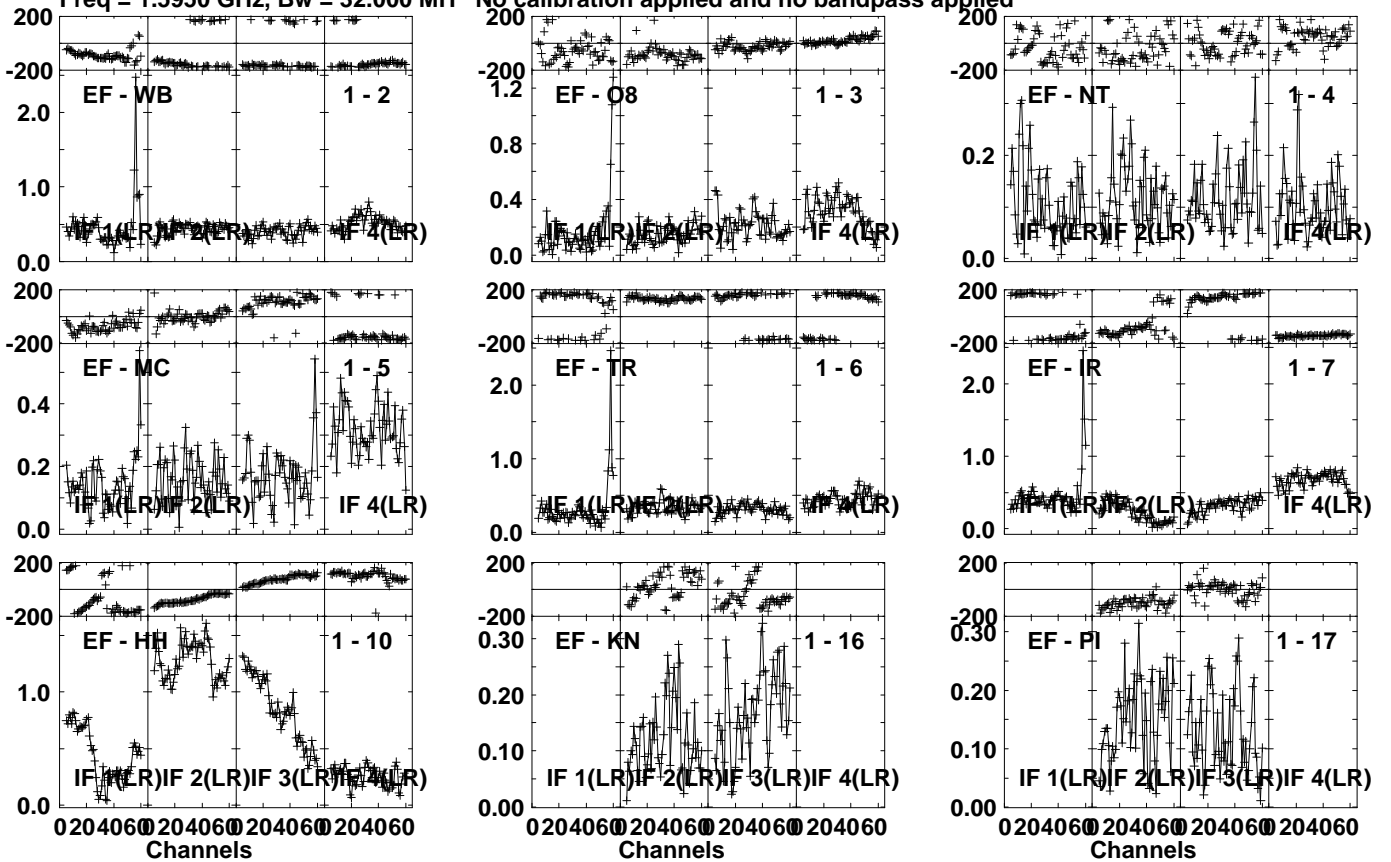 Freq = 1.5950 GHz, Bw = 32.000 MH No calibration applied and no bandpass applied
200
-200
EF - WB 1 - 2
2.0
1.0
0.0
IF 1(LR) IF 2(LR) IF 4(LR)
200
-200
EF - O8 1 - 3
1.2
0.8
0.4
0.0
IF 1(LR) IF 2(LR) IF 4(LR)
200
-200
EF - NT 1 - 4
0.2
0.0
IF 1(LR) IF 2(LR) IF 4(LR)
200
-200
EF - MC 1 - 5
0.4
0.2
0.0
IF 1(LR) IF 2(LR) IF 4(LR)
200
-200
EF - TR 1 - 6
2.0
1.0
0.0
IF 1(LR) IF 2(LR) IF 4(LR)
200
-200
EF - IR 1 - 7
2.0
1.0
0.0
IF 1(LR) IF 2(LR) IF 4(LR)
200
-200
EF - HH 1 - 10
1.0
0.0
IF 1(LR) IF 2(LR) IF 3(LR) IF 4(LR)
0 20 40 60 0 20 40 60 0 20 40 60 0 20 40 60
Channels
200
-200
EF - KN 1 - 16
0.30
0.20
0.10
0.00
IF 1(LR) IF 2(LR) IF 3(LR) IF 4(LR)
0 20 40 60 0 20 40 60 0 20 40 60 0 20 40 60
Channels
200
-200
EF - PI 1 - 17
0.30
0.20
0.10
0.00
IF 1(LR) IF 2(LR) IF 3(LR) IF 4(LR)
0 20 40 60 0 20 40 60 0 20 40 60 0 20 40 60
Channels